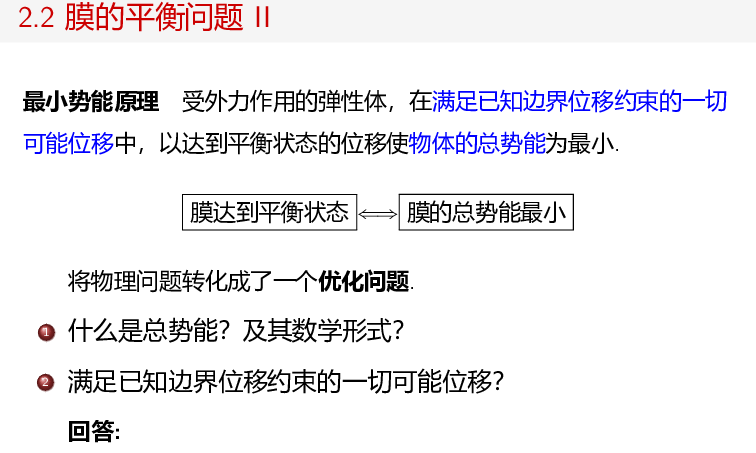 2.2 膜的平衡问题 II
最小势能原理 受外力作用的弹性体，在满足已知边界位移约束的一切
可能位移中，以达到平衡状态的位移使物体的总势能为最小.
膜达到平衡状态⟺膜的总势能最小
将物理问题转化成了一个优化问题.
1 什么是总势能？及其数学形式？
2 满足已知边界位移约束的一切可能位移？
回答: